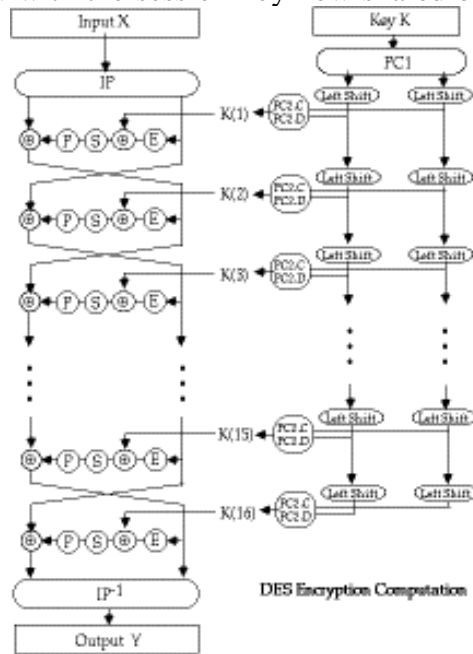 Input X
Key K
IP
PC1
Left Shift Left Shift
⊕ P S ⊕ E K(1) PC2.C PC2.D
Left Shift Left Shift
⊕ P S ⊕ E K(2) PC2.C PC2.D
Left Shift Left Shift
⊕ P S ⊕ E K(3) PC2.C PC2.D
Left Shift Left Shift
⊕ P S ⊕ E K(15) PC2.C PC2.D
Left Shift Left Shift
⊕ P S ⊕ E K(16) PC2.C PC2.D
IP-1
DES Encryption Computation
Output Y